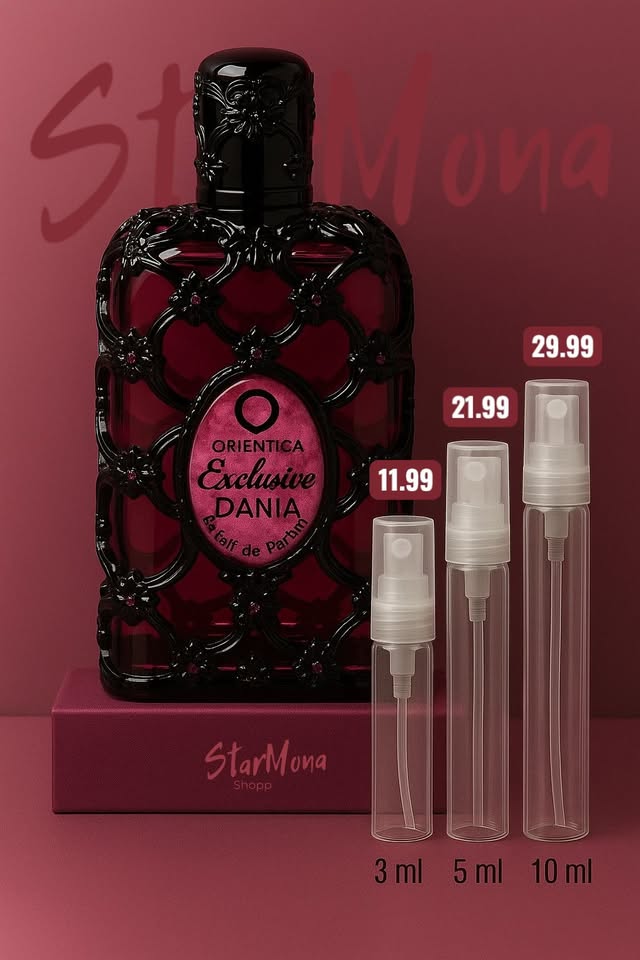 StarMona
29.99
21.99
11.99
ORIENTICA
Exclusive
DANIA
de
StarMona
Shopp
3 ml 5 ml 10 ml